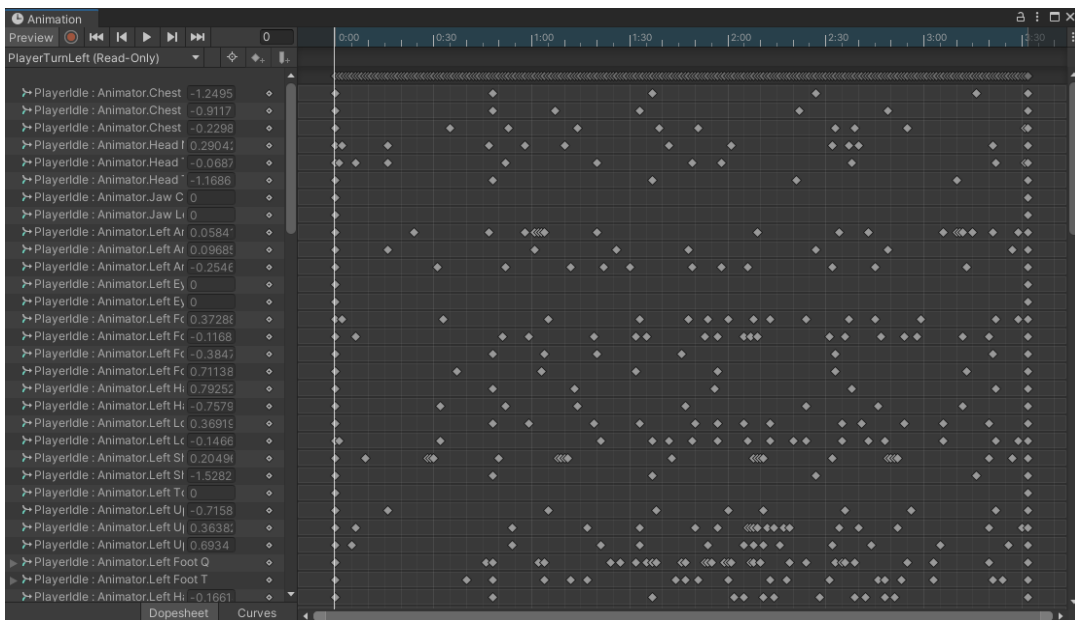 Animation
Preview 0 0:00 0:30 1:00 1:30 2:00 2:30 3:00 3:30
PlayerTurnLeft (Read-Only)
PlayerIdle : Animator.Chest -1.2495
PlayerIdle : Animator.Chest -0.9117
PlayerIdle : Animator.Chest -0.2298
PlayerIdle : Animator.Head 0.29042
PlayerIdle : Animator.Head -0.0687
PlayerIdle : Animator.Head -1.1686
PlayerIdle : Animator.Jaw C 0
PlayerIdle : Animator.Jaw L 0
PlayerIdle : Animator.Left A 0.0584
PlayerIdle : Animator.Left A 0.0968
PlayerIdle : Animator.Left A -0.2546
PlayerIdle : Animator.Left Ey 0
PlayerIdle : Animator.Left Ey 0
PlayerIdle : Animator.Left Fo 0.37288
PlayerIdle : Animator.Left Fo -0.1168
PlayerIdle : Animator.Left Fo -0.3847
PlayerIdle : Animator.Left Fo 0.71138
PlayerIdle : Animator.Left Ha 0.79252
PlayerIdle : Animator.Left Ha -0.7579
PlayerIdle : Animator.Left Lo 0.36919
PlayerIdle : Animator.Left Lo -0.1466
PlayerIdle : Animator.Left Sh 0.20496
PlayerIdle : Animator.Left Sh -1.5282
PlayerIdle : Animator.Left To 0
PlayerIdle : Animator.Left Up -0.7158
PlayerIdle : Animator.Left Up 0.36382
PlayerIdle : Animator.Left Up 0.6934
PlayerIdle : Animator.Left Foot Q
PlayerIdle : Animator.Left Foot T
PlayerIdle : Animator.Left Ha -0.1661
Dopesheet Curves